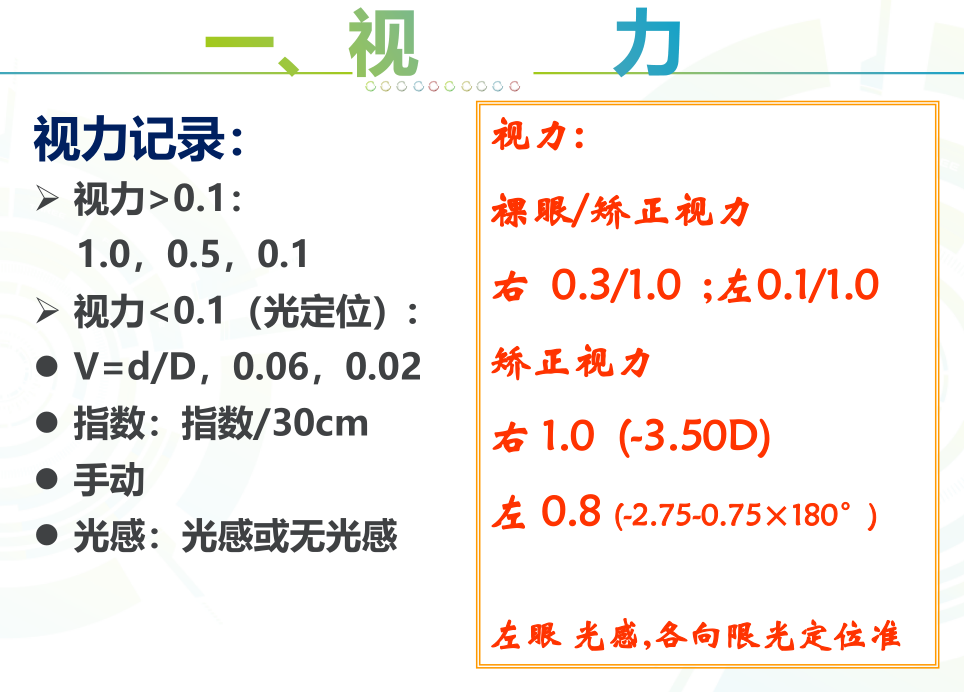 一、视 力
视力记录：
➢ 视力>0.1：
1.0，0.5，0.1
➢ 视力<0.1（光定位）：
● V=d/D，0.06，0.02
● 指数：指数/30cm
● 手动
● 光感：光感或无光感
视力:
裸眼/矫正视力
右 0.3/1.0 ;左0.1/1.0
矫正视力
右 1.0 (-3.50D)
左 0.8 (-2.75-0.75×180°)
左眼 光感,各向限光定位准